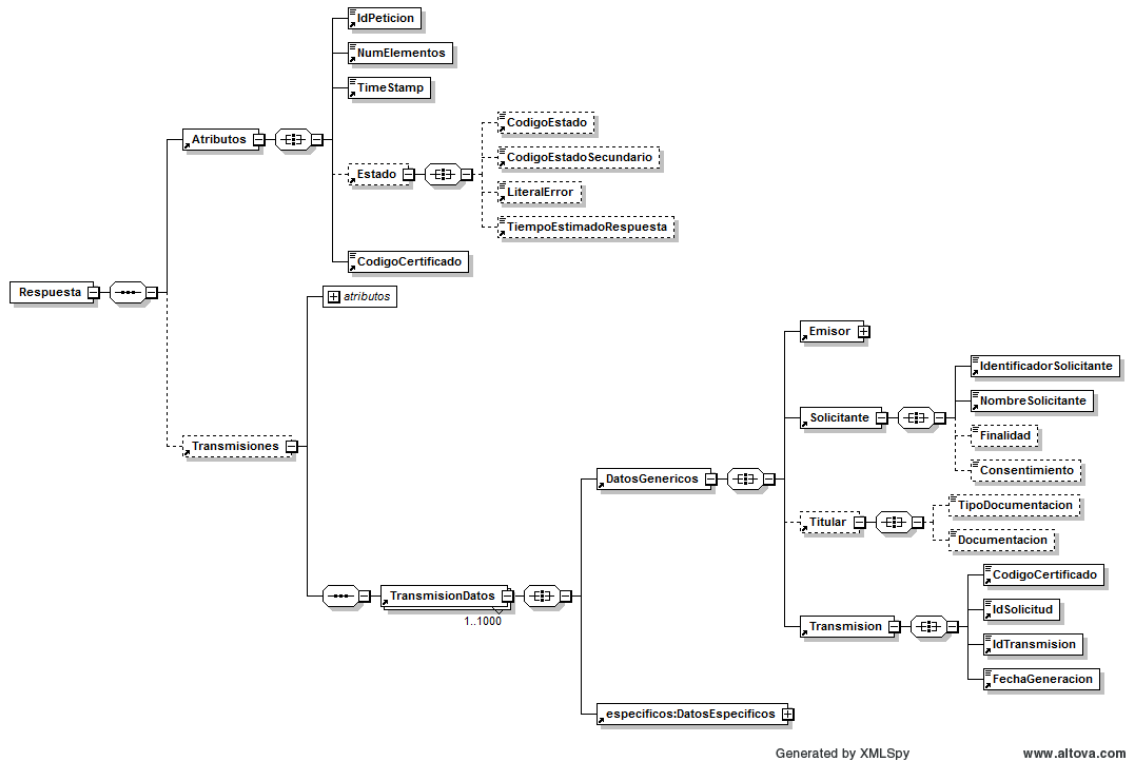 IdPeticion
NumElementos
TimeStamp
CodigoEstado
CodigoEstadoSecundario
Atributos
Estado
LiteralError
TiempoEstimadoRespuesta
CodigoCertificado
Respuesta
atributos
Emisor
IdentificadorSolicitante
NombreSolicitante
Solicitante
Finalidad
Transmisiones
Consentimiento
DatosGenericos
TipoDocumentacion
Titular
Documentacion
CodigoCertificado
TransmisionDatos
IdSolicitud
1..1000
Transmision
IdTransmision
FechaGeneracion
especificos:DatosEspecificos
Generated by XMLSpy
www.altova.com